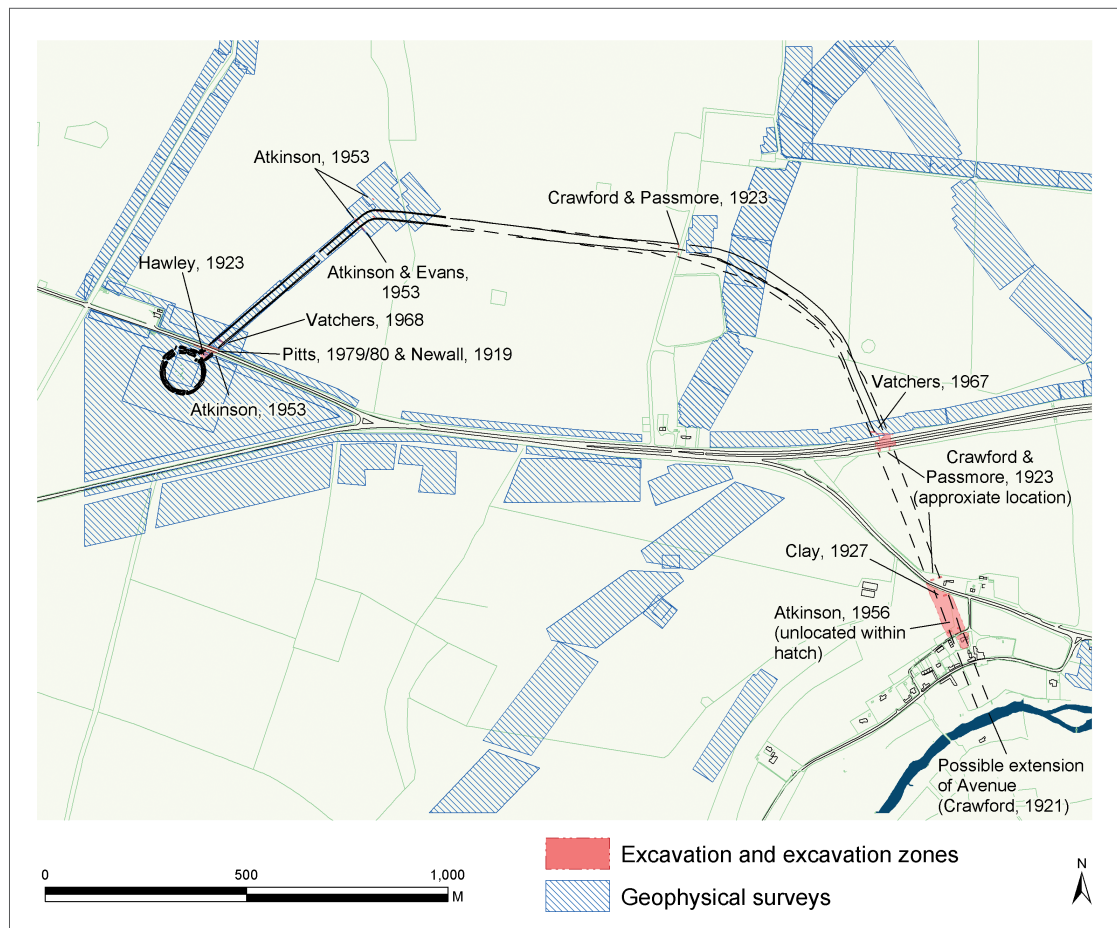 Atkinson, 1953
Crawford & Passmore, 1923
Hawley, 1923
Atkinson & Evans,
1953
Vatchers, 1968
Pitts, 1979/80 & Newall, 1919
Atkinson, 1953
Vatchers, 1967
Crawford &
Passmore, 1923
(approxiate location)
Clay, 1927
Atkinson, 1956
(unlocated within
hatch)
Possible extension
of Avenue
(Crawford, 1921)
0 500 1,000
M
Excavation and excavation zones
Geophysical surveys
N